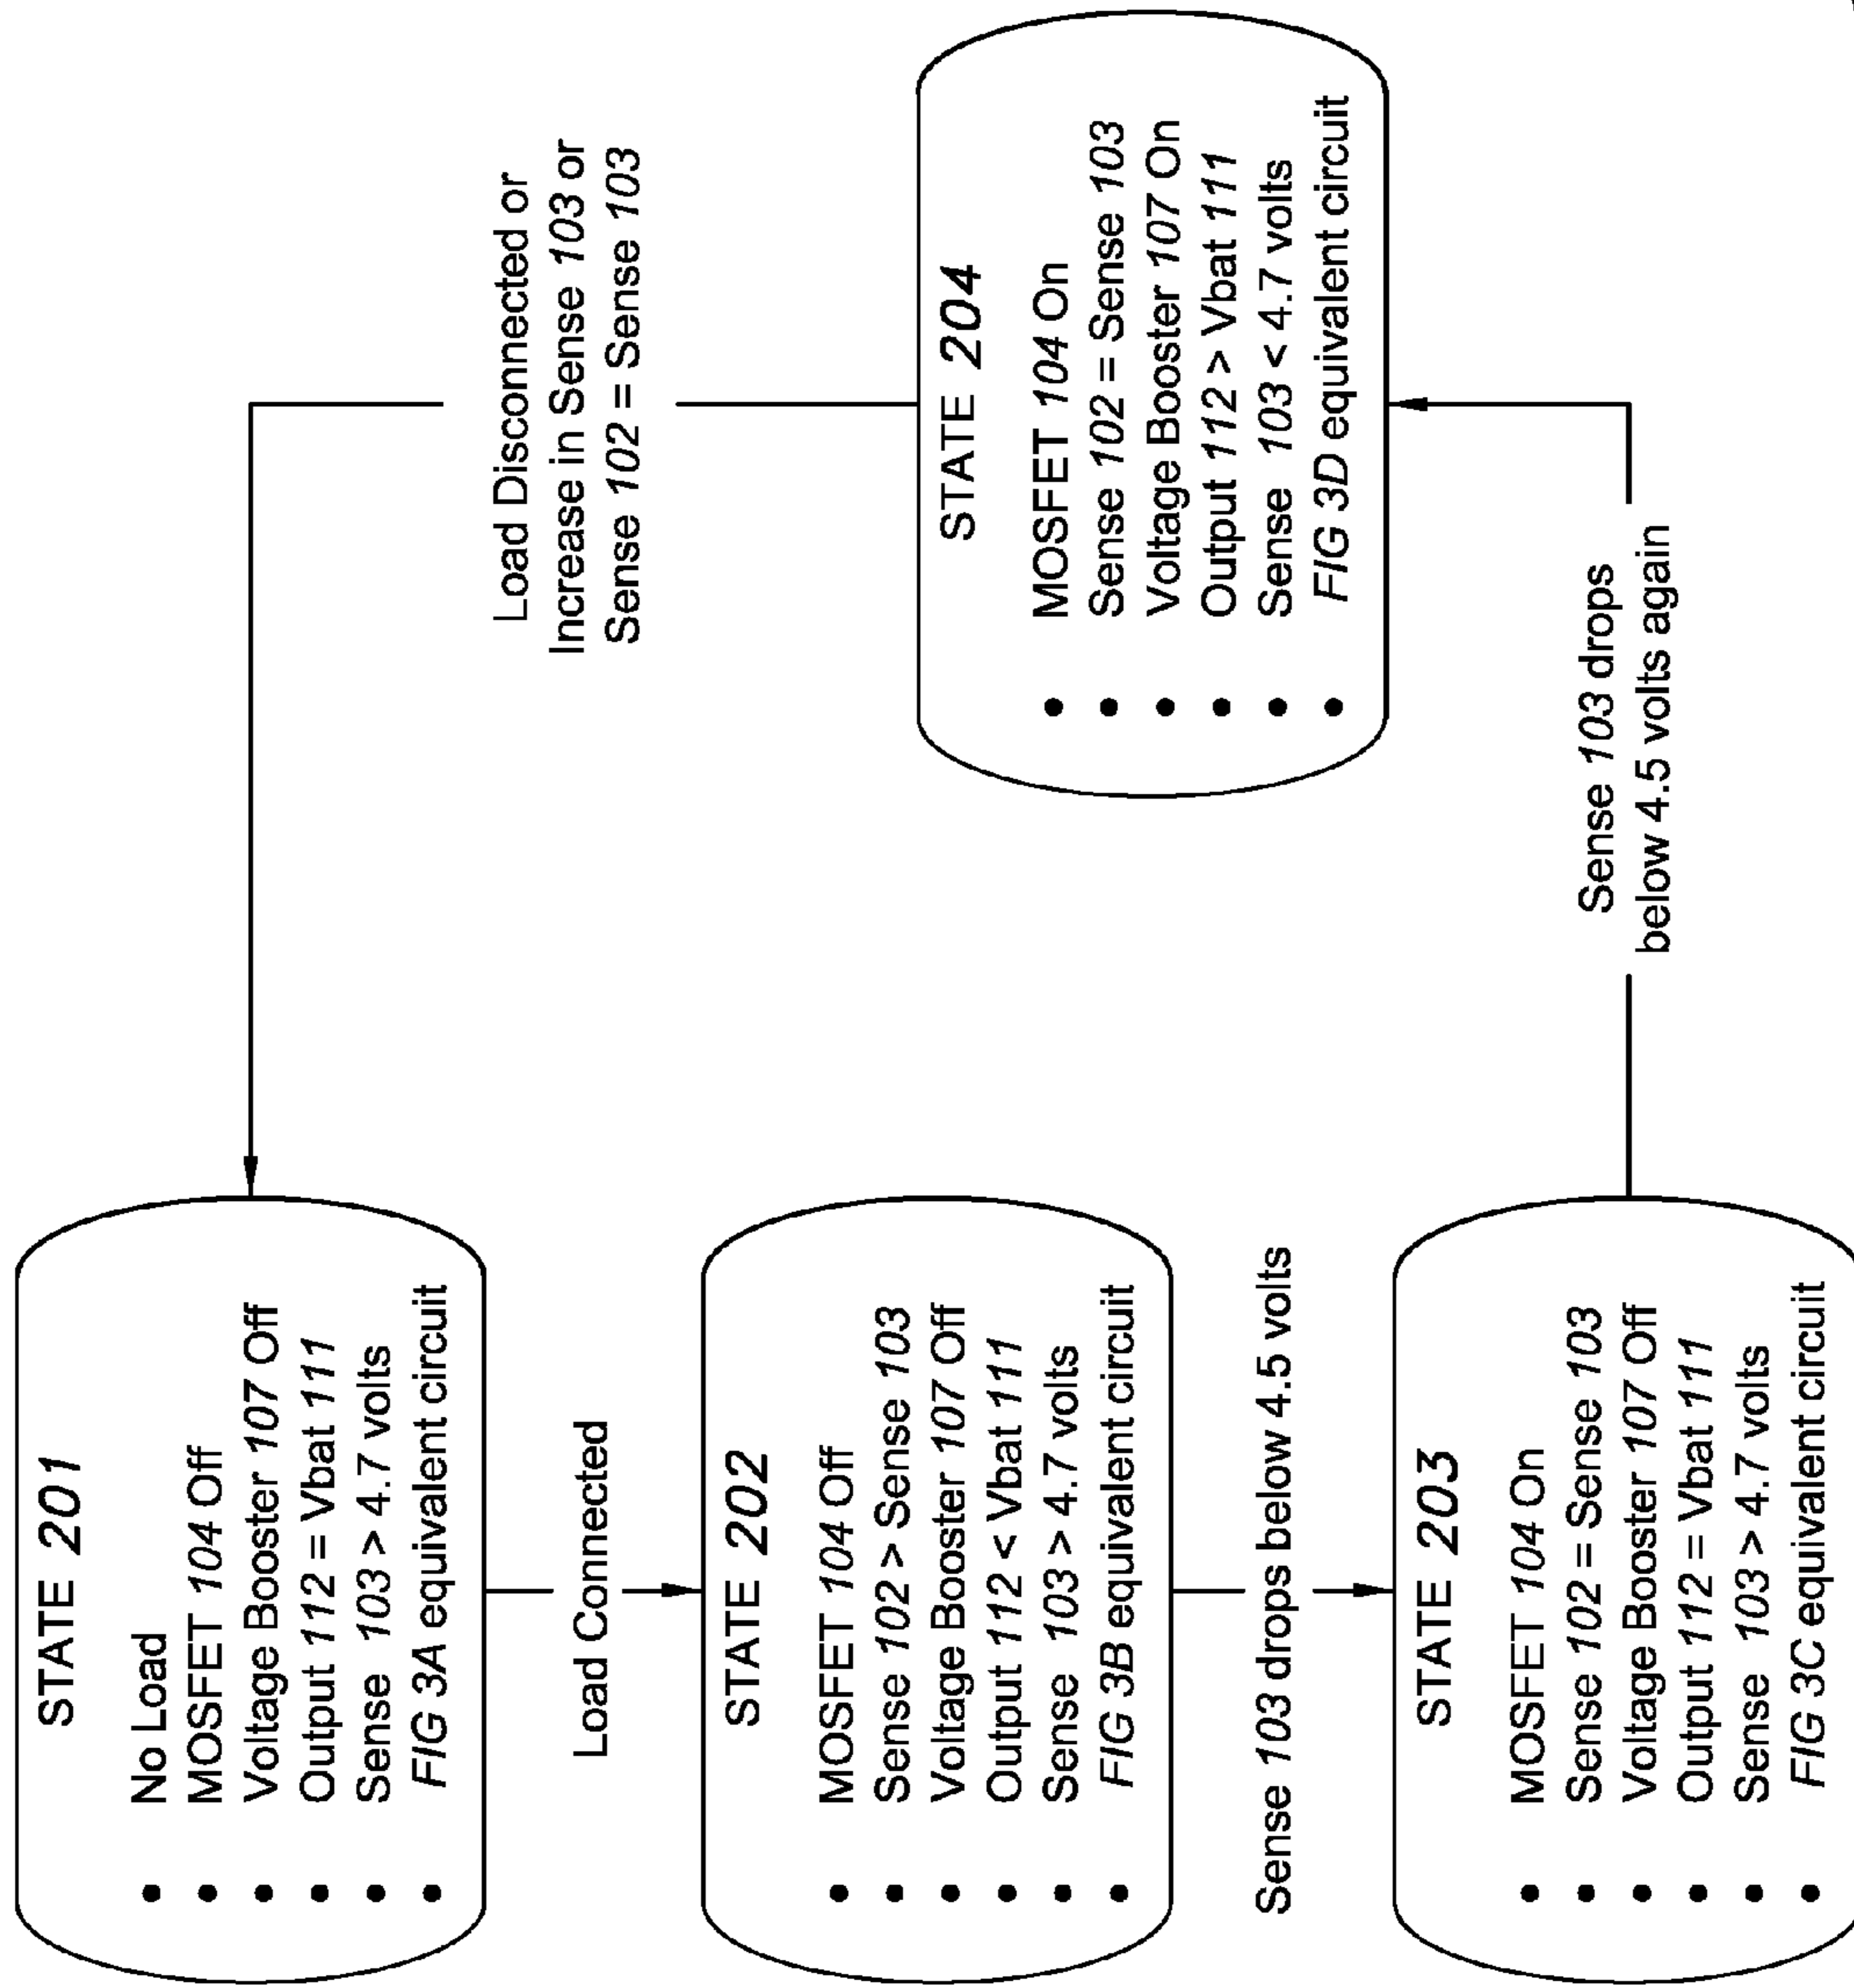 STATE 201
• No Load
• MOSFET 104 Off
• Voltage Booster 107 Off
• Output 112 = Vbat 111
• Sense 103 > 4.7 volts
• FIG 3A equivalent circuit
Load Connected
STATE 202
• MOSFET 104 Off
• Sense 102 > Sense 103
• Voltage Booster 107 Off
• Output 112 < Vbat 111
• Sense 103 > 4.7 volts
• FIG 3B equivalent circuit
Sense 103 drops below 4.5 volts
STATE 203
• MOSFET 104 On
• Sense 102 = Sense 103
• Voltage Booster 107 Off
• Output 112 = Vbat 111
• Sense 103 > 4.7 volts
• FIG 3C equivalent circuit
Sense 103 drops
below 4.5 volts again
STATE 204
• MOSFET 104 On
• Sense 102 = Sense 103
• Voltage Booster 107 On
• Output 112 > Vbat 111
• Sense 103 < 4.7 volts
• FIG 3D equivalent circuit
Load Disconnected or
Increase in Sense 103 or
Sense 102 = Sense 103